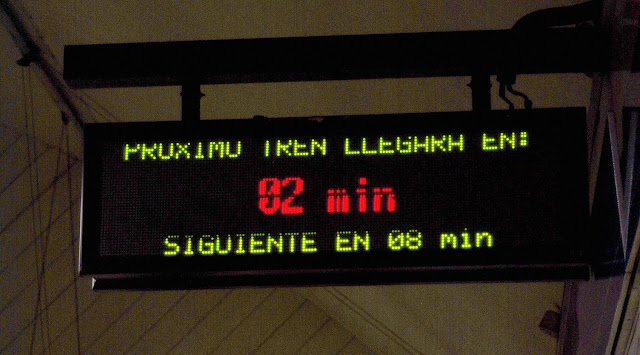 PROXIMO TREN LLEGARA EN:
02 min
SIGUIENTE EN 08 min